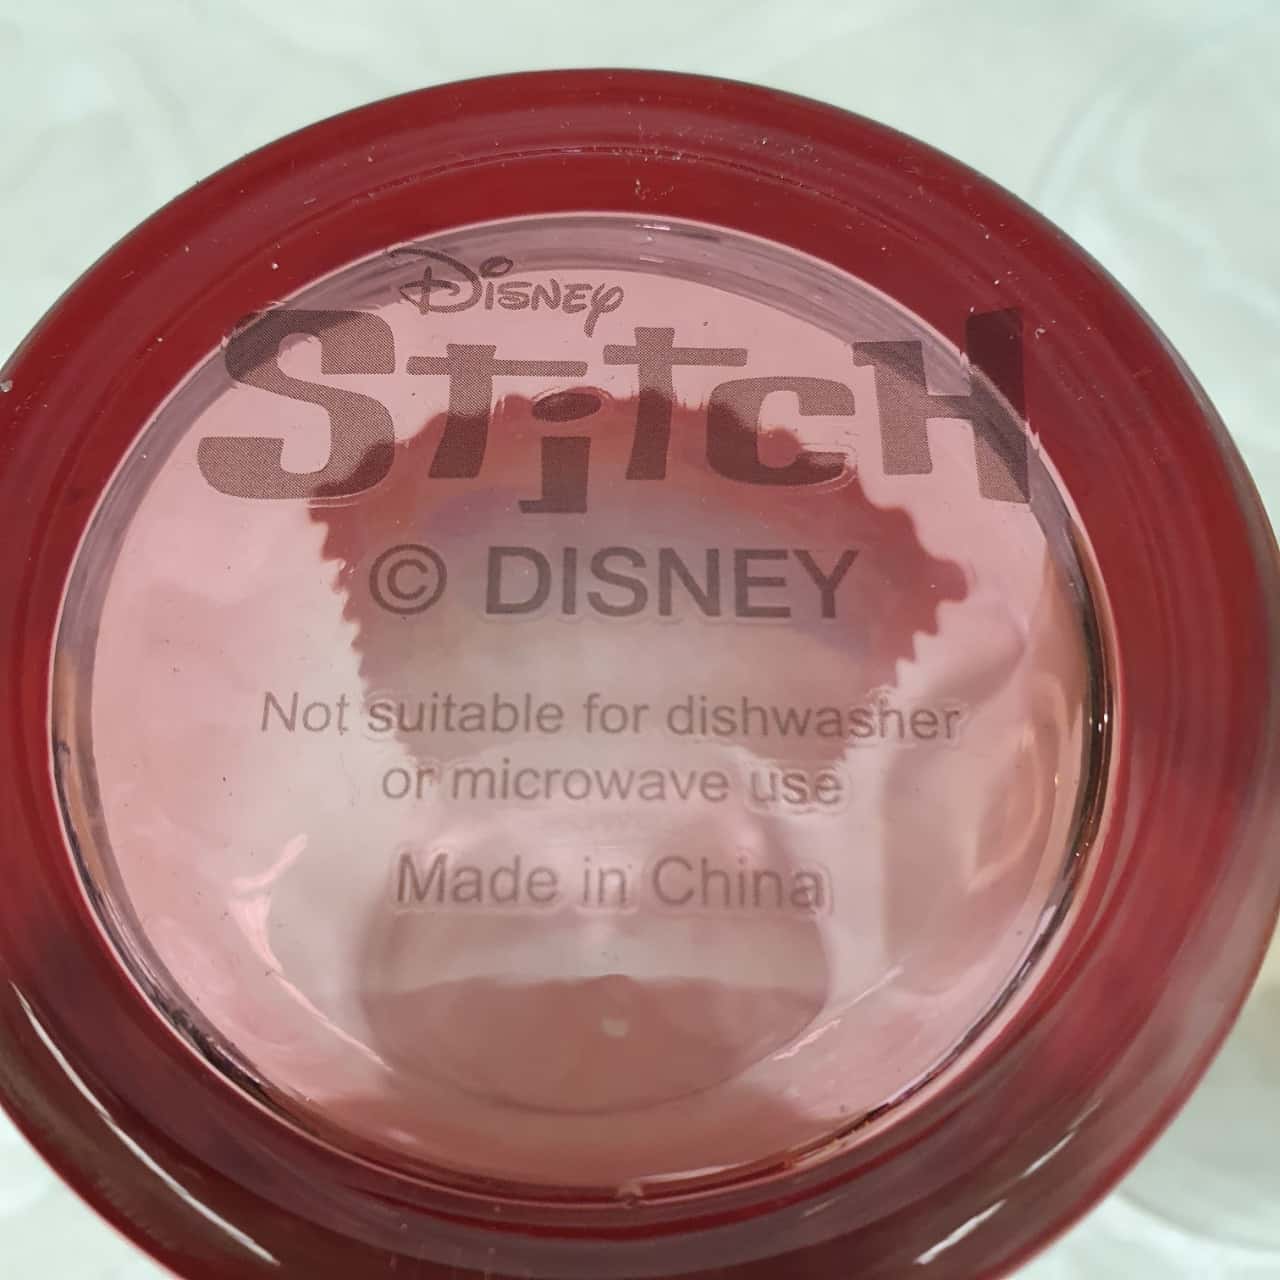 Disney
Stitch
© DISNEY
Not suitable for dishwasher
or microwave use
Made in China